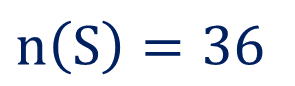 n(S) = 36